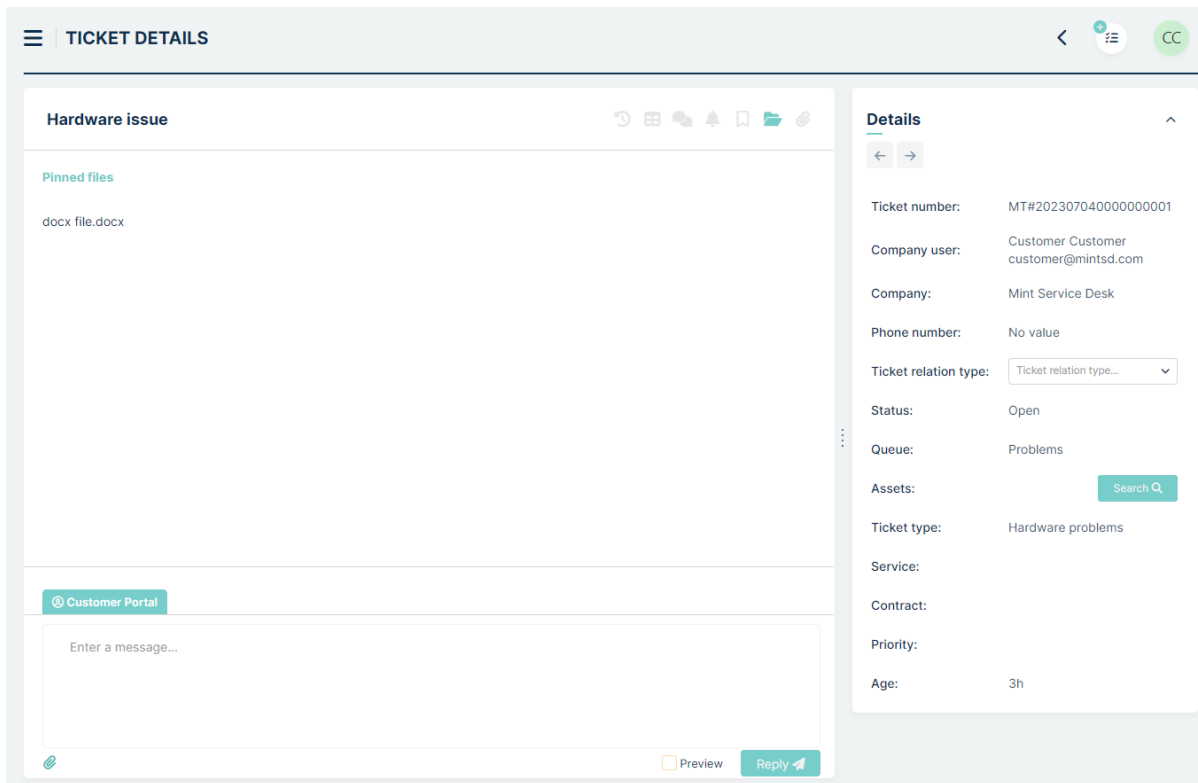 TICKET DETAILS
CC
Hardware issue
Pinned files
docx file.docx
Customer Portal
Enter a message...
Preview
Reply
Details
Ticket number: MT#202307040000000001
Company user: Customer Customer
customer@mintsd.com
Company: Mint Service Desk
Phone number: No value
Ticket relation type: Ticket relation type...
Status: Open
Queue: Problems
Assets: Search
Ticket type: Hardware problems
Service:
Contract:
Priority:
Age: 3h